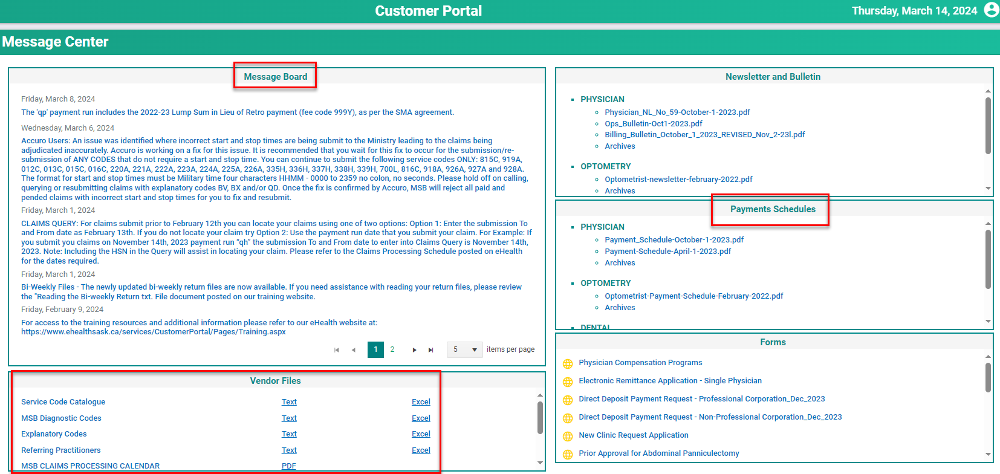 Customer Portal
Thursday, March 14, 2024
Message Center
Message Board
Friday, March 8, 2024
The 'qp' payment run includes the 2022-23 Lump Sum in Lieu of Retro payment (fee code 999Y), as per the SMA agreement.
Wednesday, March 6, 2024
Accuro Users: An issue was identified where incorrect start and stop times are being submit to the Ministry leading to the claims being
adjudicated inaccurately. Accuro is working on a fix for this issue. It is recommended that you wait for this fix to occur for the submission/re-
submission of ANY CODES that do not require a start and stop time. You can continue to submit the following service codes ONLY: 815C, 919A,
012C, 013C, 015C, 016C, 220A, 221A, 222A, 223A, 224A, 225A, 226A, 335H, 336H, 337H, 338H, 339H, 700L, 816C, 918A, 926A, 927A and 928A.
The format for start and stop times must be Military time four characters HHMM - 0000 to 2359 no colon, no seconds. Please hold off on calling,
querying or resubmitting claims with explanatory codes BV, BX and/or QD. Once the fix is confirmed by Accuro, MSB will reject all paid and
pended claims with incorrect start and stop times for you to fix and resubmit.
Friday, March 1, 2024
CLAIMS QUERY: For claims submit prior to February 12th you can locate your claims using one of two options: Option 1: Enter the submission To
and From date as February 13th. If you do not locate your claim try Option 2: Use the payment run date that you submit your claim. For Example: If
you submit you claims on November 14th, 2023 payment run “qh” the submission To and From date to enter into Claims Query is November 14th,
2023. Note: Including the HSN in the Query will assist in locating your claim. Please refer to the Claims Processing Schedule posted on eHealth
for the dates required.
Friday, March 1, 2024
Bi-Weekly Files - The newly updated bi-weekly return files are now available. If you need assistance with reading your return files, please review
the "Reading the Bi-weekly Return txt. File document posted on our training website.
Friday, February 9, 2024
For access to the training resources and additional information please refer to our eHealth website at:
https://www.ehealthsask.ca/services/CustomerPortal/Pages/Training.aspx
1 2 5 items per page
Vendor Files
Service Code Catalogue Text Excel
MSB Diagnostic Codes Text Excel
Explanatory Codes Text Excel
Referring Practitioners Text Excel
MSB CLAIMS PROCESSING CALENDAR PDF
Newsletter and Bulletin
PHYSICIAN
Physician_NL_No_59-October-1-2023.pdf
Ops_Bulletin-Oct1-2023.pdf
Billing_Bulletin_October_1_2023_REVISED_Nov_2-23l.pdf
Archives
OPTOMETRY
Optometrist-newsletter-february-2022.pdf
Archives
Payments Schedules
PHYSICIAN
Payment_Schedule-October-1-2023.pdf
Payment-Schedule-April-1-2023.pdf
Archives
OPTOMETRY
Optometrist-Payment-Schedule-February-2022.pdf
Archives
DENTAL
Forms
Physician Compensation Programs
Electronic Remittance Application - Single Physician
Direct Deposit Payment Request - Professional Corporation_Dec_2023
Direct Deposit Payment Request - Non-Professional Corporation_Dec_2023
New Clinic Request Application
Prior Approval for Abdominal Panniculectomy